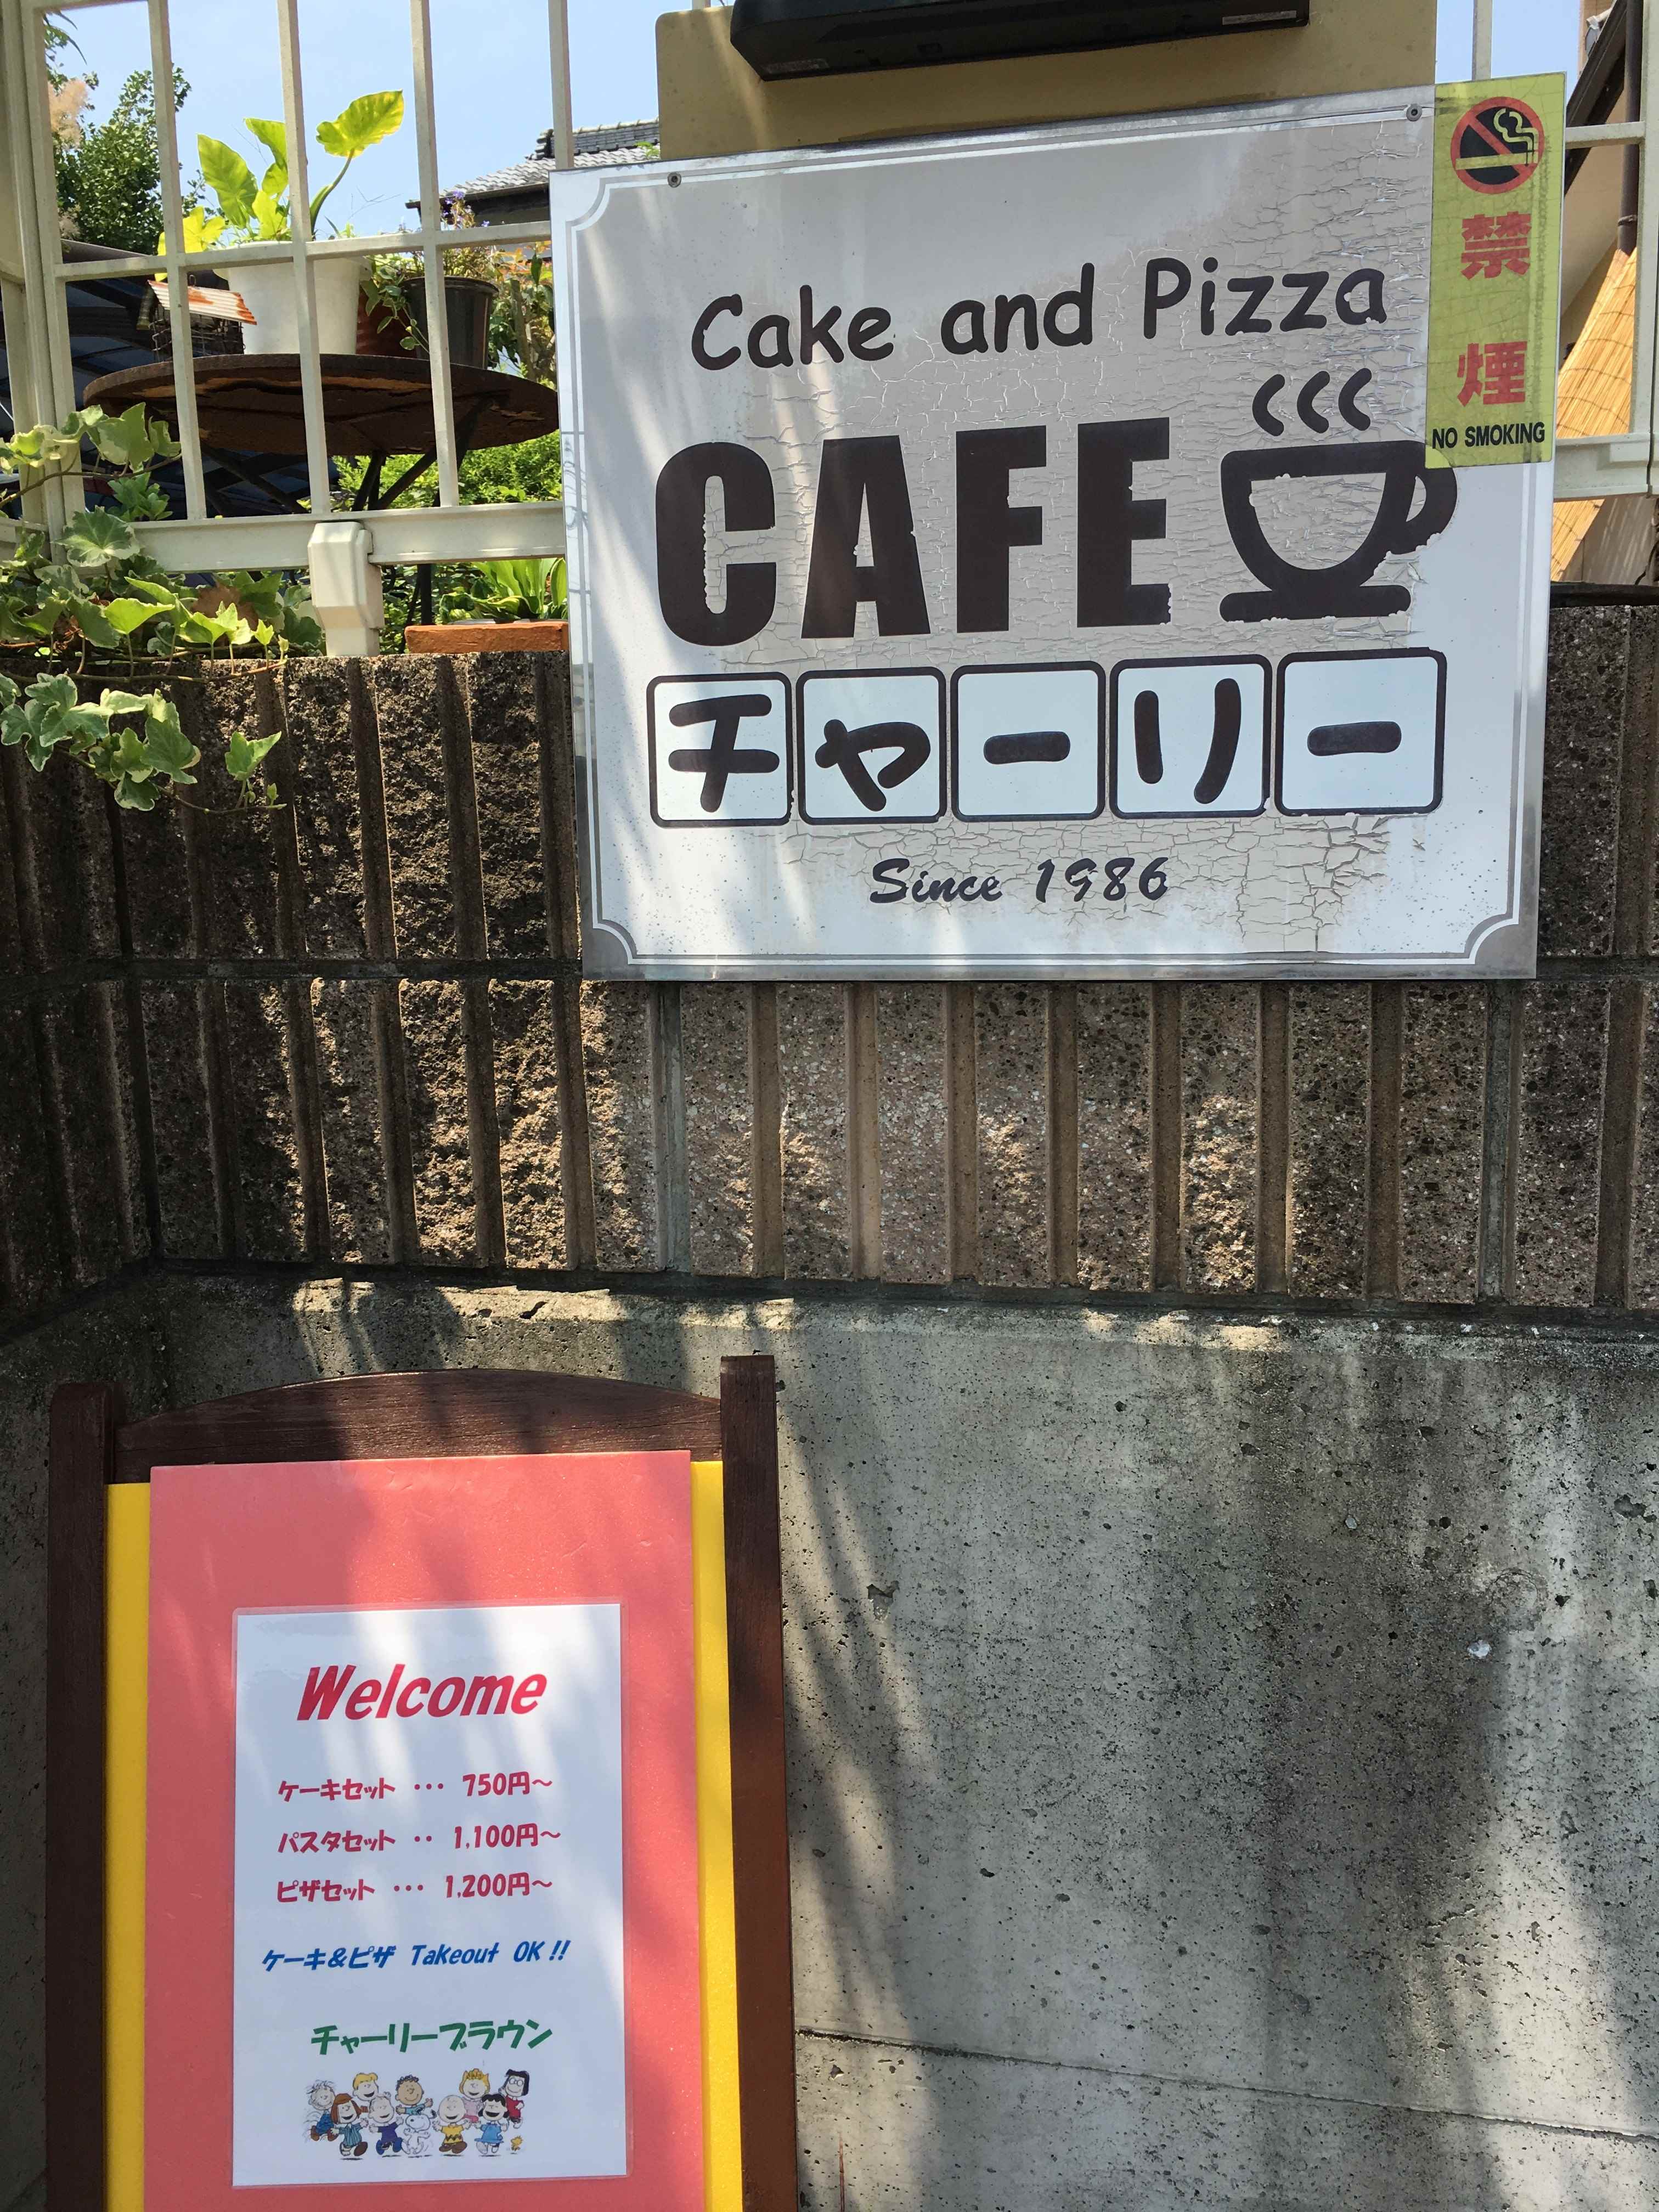 Cake and Pizza
CAFE
チャーリー
Since 1986
禁煙
NO SMOKING
Welcome
ケーキセット ･･･ 750円～
パスタセット ･･ 1,100円～
ピザセット ･･･ 1,200円～
ケーキ&ピザ Takeout OK!!
チャーリーブラウン